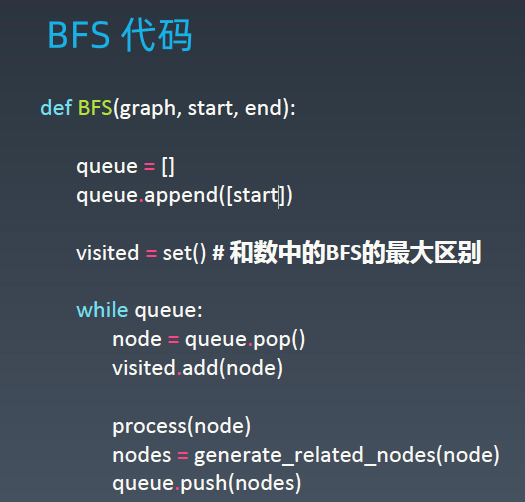 BFS 代码
def BFS(graph, start, end):
queue = []
queue.append([start])
visited = set() # 和数中的BFS的最大区别
while queue:
node = queue.pop()
visited.add(node)
process(node)
nodes = generate_related_nodes(node)
queue.push(nodes)